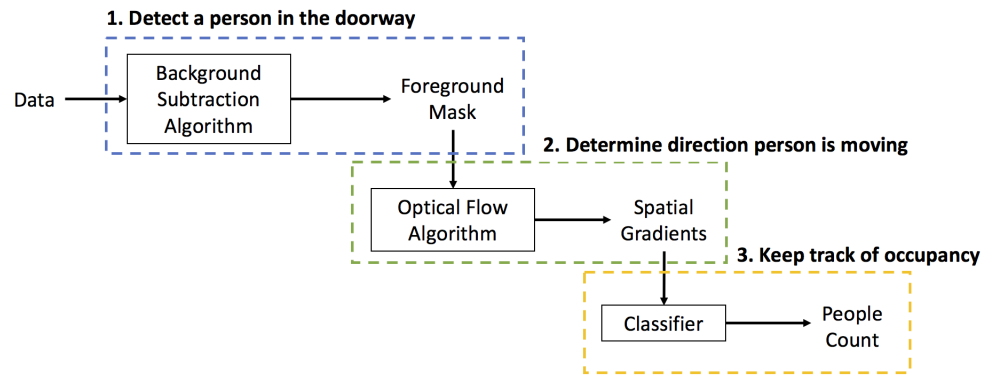 1. Detect a person in the doorway
Data
Background
Subtraction
Algorithm
Foreground
Mask
2. Determine direction person is moving
Optical Flow
Algorithm
Spatial
Gradients
3. Keep track of occupancy
Classifier
People
Count